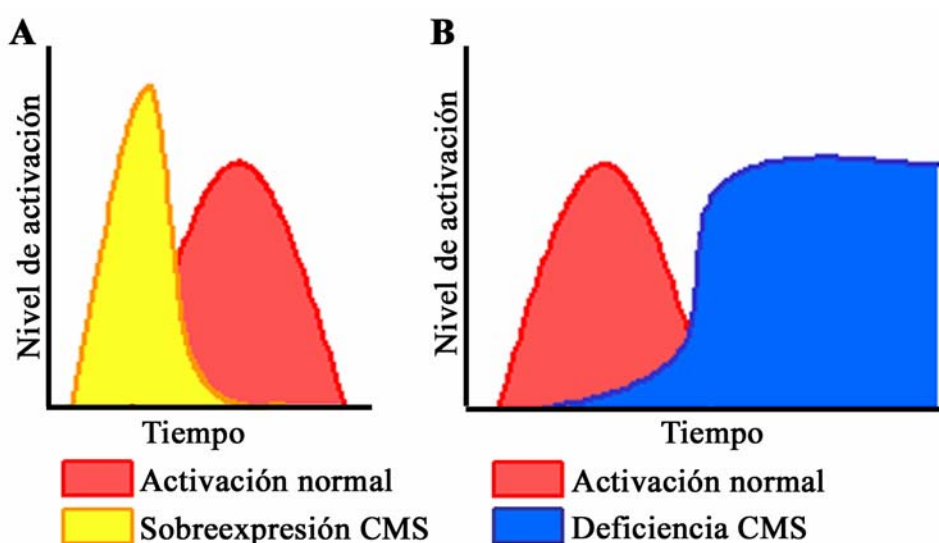 A
Nivel de activación
Tiempo
Activación normal
Sobreexpresión CMS
B
Nivel de activación
Tiempo
Activación normal
Deficiencia CMS